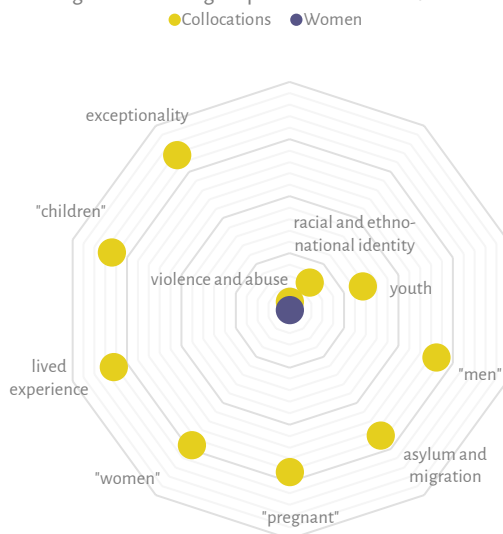 Collocations Women
exceptionality
"children"
racial and ethno-
national identity
violence and abuse
youth
lived
experience
"men"
asylum and
migration
"women"
"pregnant"